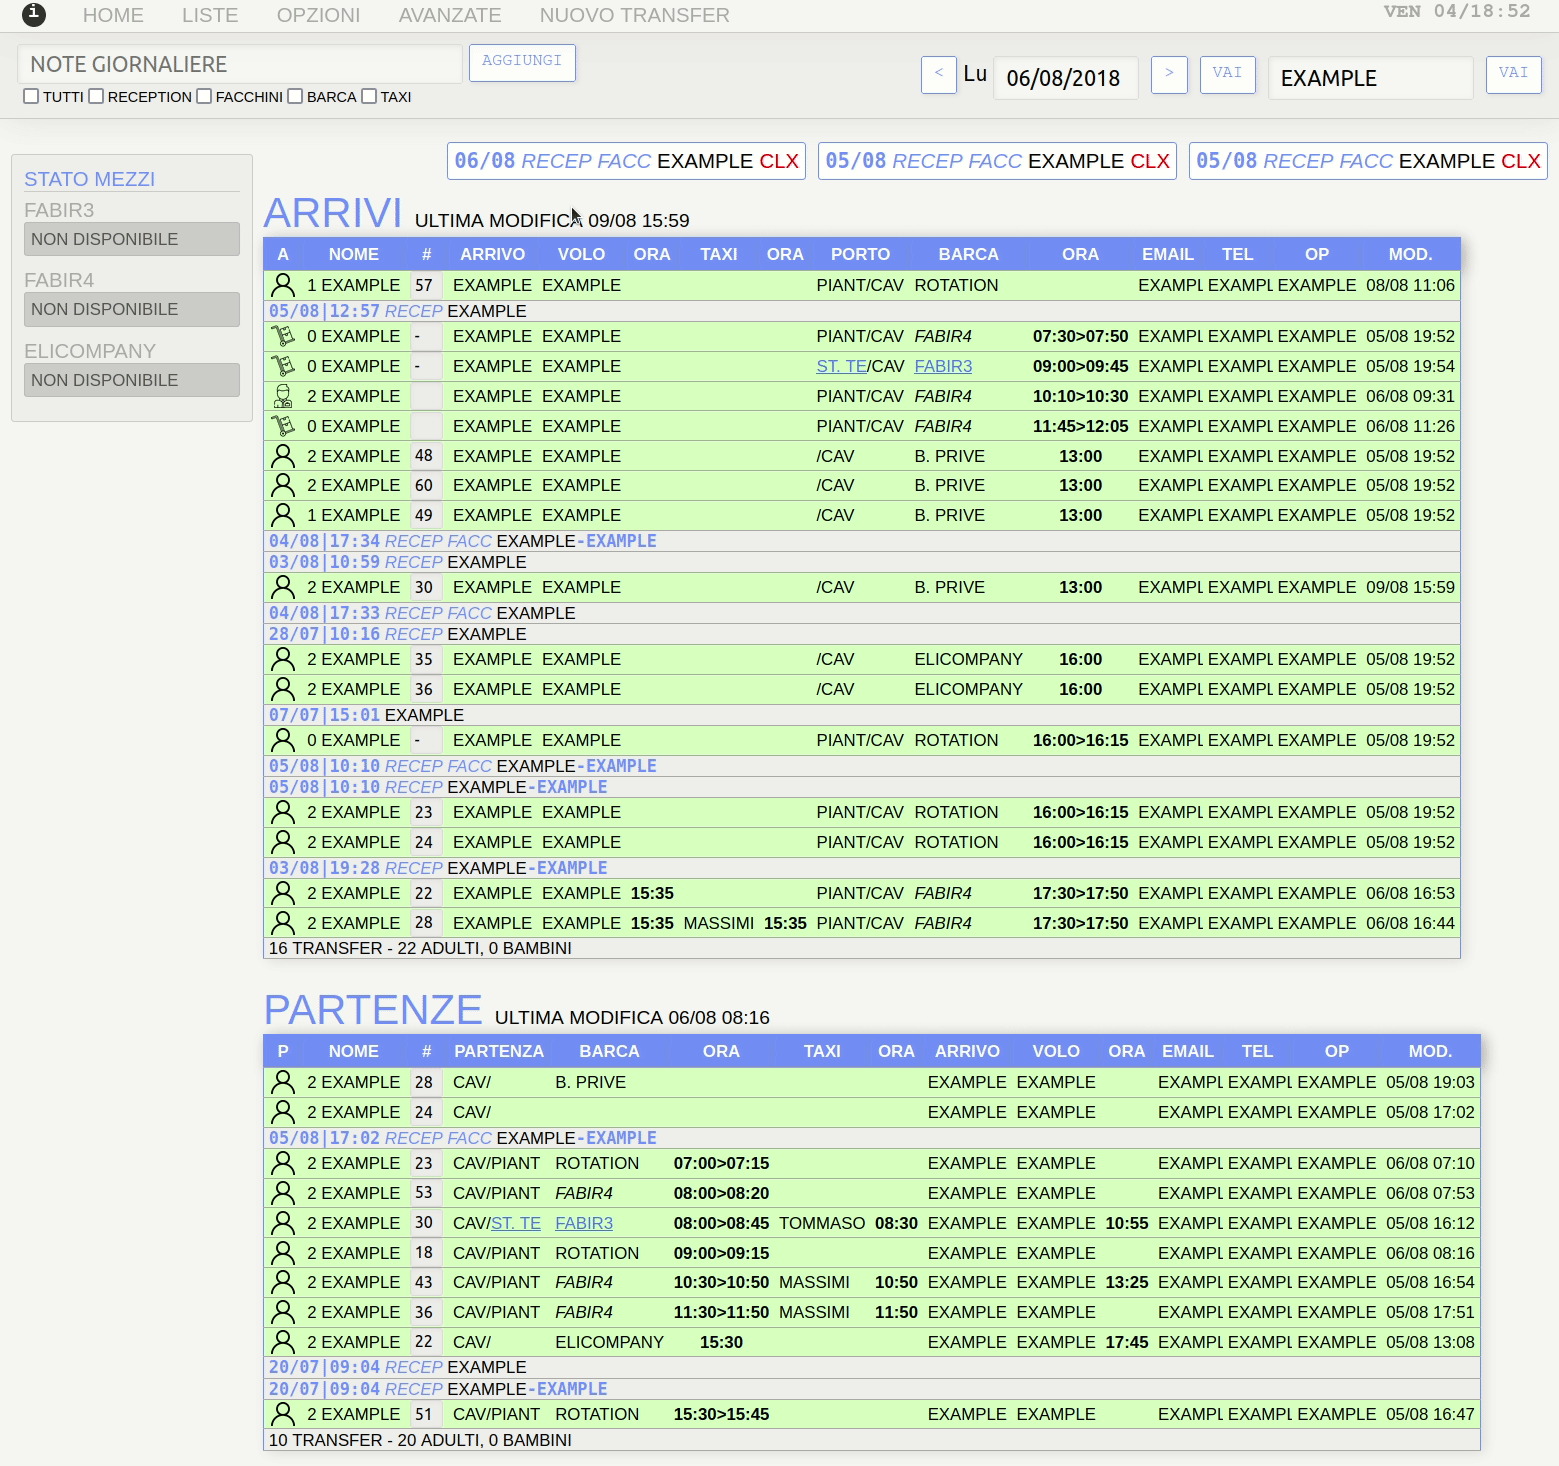 i HOME LISTE OPZIONI AVANZATE NUOVO TRANSFER VEN 04/18:52
NOTE GIORNALIERE AGGIUNGI < Lu 06/08/2018 > VAI EXAMPLE VAI
TUTTI RECEPTION FACCHINI BARCA TAXI
06/08 RECEP FACC EXAMPLE CLX 05/08 RECEP FACC EXAMPLE CLX 05/08 RECEP FACC EXAMPLE CLX
STATO MEZZI
FABIR3
NON DISPONIBILE
FABIR4
NON DISPONIBILE
ELICOMPANY
NON DISPONIBILE
ARRIVI ULTIMA MODIFICA 09/08 15:59
A NOME # ARRIVO VOLO ORA TAXI ORA PORTO BARCA ORA EMAIL TEL OP MOD.
1 EXAMPLE 57 EXAMPLE EXAMPLE PIANT/CAV ROTATION EXAMPL EXAMPL EXAMPLE 08/08 11:06
05/08|12:57 RECEP EXAMPLE
0 EXAMPLE - EXAMPLE EXAMPLE PIANT/CAV FABIR4 07:30>07:50 EXAMPL EXAMPL EXAMPLE 05/08 19:52
0 EXAMPLE - EXAMPLE EXAMPLE ST. TE/CAV FABIR3 09:00>09:45 EXAMPL EXAMPL EXAMPLE 05/08 19:54
2 EXAMPLE EXAMPLE EXAMPLE PIANT/CAV FABIR4 10:10>10:30 EXAMPL EXAMPL EXAMPLE 06/08 09:31
0 EXAMPLE EXAMPLE EXAMPLE PIANT/CAV FABIR4 11:45>12:05 EXAMPL EXAMPL EXAMPLE 06/08 11:26
2 EXAMPLE 48 EXAMPLE EXAMPLE /CAV B. PRIVE 13:00 EXAMPL EXAMPL EXAMPLE 05/08 19:52
2 EXAMPLE 60 EXAMPLE EXAMPLE /CAV B. PRIVE 13:00 EXAMPL EXAMPL EXAMPLE 05/08 19:52
1 EXAMPLE 49 EXAMPLE EXAMPLE /CAV B. PRIVE 13:00 EXAMPL EXAMPL EXAMPLE 05/08 19:52
04/08|17:34 RECEP FACC EXAMPLE-EXAMPLE
03/08|10:59 RECEP EXAMPLE
2 EXAMPLE 30 EXAMPLE EXAMPLE /CAV B. PRIVE 13:00 EXAMPL EXAMPL EXAMPLE 09/08 15:59
04/08|17:33 RECEP FACC EXAMPLE
28/07|10:16 RECEP EXAMPLE
2 EXAMPLE 35 EXAMPLE EXAMPLE /CAV ELICOMPANY 16:00 EXAMPL EXAMPL EXAMPLE 05/08 19:52
2 EXAMPLE 36 EXAMPLE EXAMPLE /CAV ELICOMPANY 16:00 EXAMPL EXAMPL EXAMPLE 05/08 19:52
07/07|15:01 EXAMPLE
0 EXAMPLE - EXAMPLE EXAMPLE PIANT/CAV ROTATION 16:00>16:15 EXAMPL EXAMPL EXAMPLE 05/08 19:52
05/08|10:10 RECEP FACC EXAMPLE-EXAMPLE
05/08|10:10 RECEP EXAMPLE-EXAMPLE
2 EXAMPLE 23 EXAMPLE EXAMPLE PIANT/CAV ROTATION 16:00>16:15 EXAMPL EXAMPL EXAMPLE 05/08 19:52
2 EXAMPLE 24 EXAMPLE EXAMPLE PIANT/CAV ROTATION 16:00>16:15 EXAMPL EXAMPL EXAMPLE 05/08 19:52
03/08|19:28 RECEP EXAMPLE-EXAMPLE
2 EXAMPLE 22 EXAMPLE EXAMPLE 15:35 PIANT/CAV FABIR4 17:30>17:50 EXAMPL EXAMPL EXAMPLE 06/08 16:53
2 EXAMPLE 28 EXAMPLE EXAMPLE 15:35 MASSIMI 15:35 PIANT/CAV FABIR4 17:30>17:50 EXAMPL EXAMPL EXAMPLE 06/08 16:44
16 TRANSFER - 22 ADULTI, 0 BAMBINI
PARTENZE ULTIMA MODIFICA 06/08 08:16
P NOME # PARTENZA BARCA ORA TAXI ORA ARRIVO VOLO ORA EMAIL TEL OP MOD.
2 EXAMPLE 28 CAV/ B. PRIVE EXAMPLE EXAMPLE EXAMPL EXAMPL EXAMPLE 05/08 19:03
2 EXAMPLE 24 CAV/ EXAMPLE EXAMPLE EXAMPL EXAMPL EXAMPLE 05/08 17:02
05/08|17:02 RECEP FACC EXAMPLE-EXAMPLE
2 EXAMPLE 23 CAV/PIANT ROTATION 07:00>07:15 EXAMPLE EXAMPLE EXAMPL EXAMPL EXAMPLE 06/08 07:10
2 EXAMPLE 53 CAV/PIANT FABIR4 08:00>08:20 EXAMPLE EXAMPLE EXAMPL EXAMPL EXAMPLE 06/08 07:53
2 EXAMPLE 30 CAV/ST. TE FABIR3 08:00>08:45 TOMMASO 08:30 EXAMPLE EXAMPLE 10:55 EXAMPL EXAMPL EXAMPLE 05/08 16:12
2 EXAMPLE 18 CAV/PIANT ROTATION 09:00>09:15 EXAMPLE EXAMPLE EXAMPL EXAMPL EXAMPLE 06/08 08:16
2 EXAMPLE 43 CAV/PIANT FABIR4 10:30>10:50 MASSIMI 10:50 EXAMPLE EXAMPLE 13:25 EXAMPL EXAMPL EXAMPLE 05/08 16:54
2 EXAMPLE 36 CAV/PIANT FABIR4 11:30>11:50 MASSIMI 11:50 EXAMPLE EXAMPLE EXAMPL EXAMPL EXAMPLE 05/08 17:51
2 EXAMPLE 22 CAV/ ELICOMPANY 15:30 EXAMPLE EXAMPLE 17:45 EXAMPL EXAMPL EXAMPLE 05/08 13:08
20/07|09:04 RECEP EXAMPLE
20/07|09:04 RECEP EXAMPLE-EXAMPLE
2 EXAMPLE 51 CAV/PIANT ROTATION 15:30>15:45 EXAMPLE EXAMPLE EXAMPL EXAMPL EXAMPLE 05/08 16:47
10 TRANSFER - 20 ADULTI, 0 BAMBINI